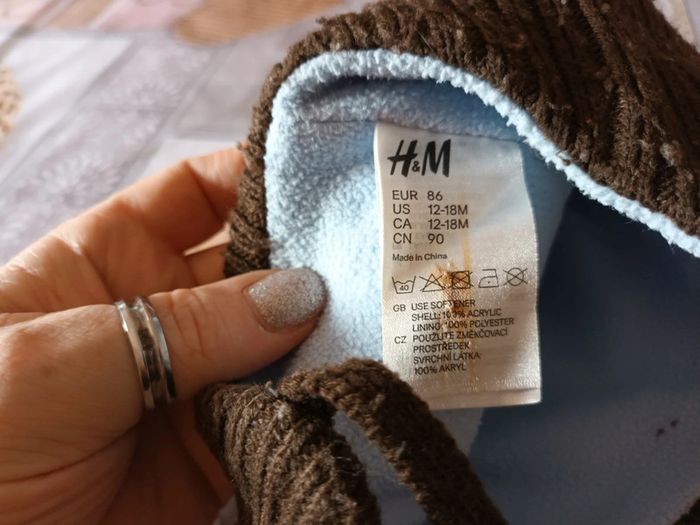 H&M
EUR 86
US 12-18M
CA 12-18M
CN 90
Made in China
40
GB USE SOFTENER
SHELL: 100% ACRYLIC
LINING: 100% POLYESTER
CZ POUŽIJTE ZMĚKČOVACÍ
PROSTŘEDEK
SVRCHNÍ LÁTKA:
100% AKRYL